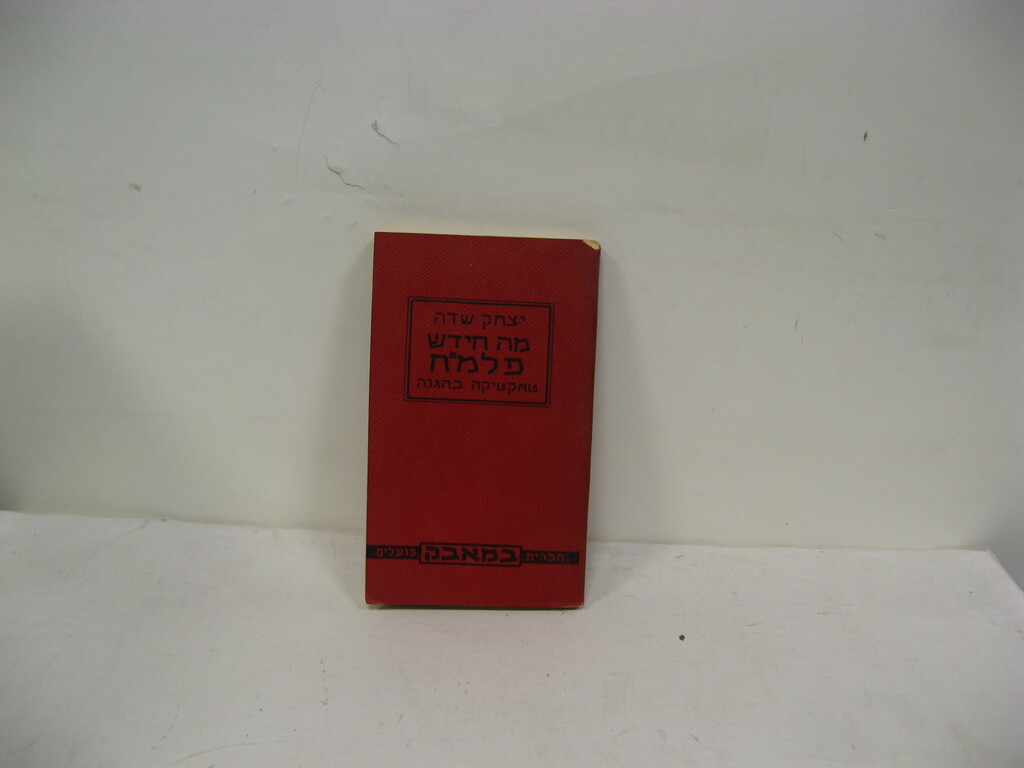 יצחק שדה
מה חידש
פלמ"ח
טאקטיקה בהגנה
ספרית במאבק פועלים